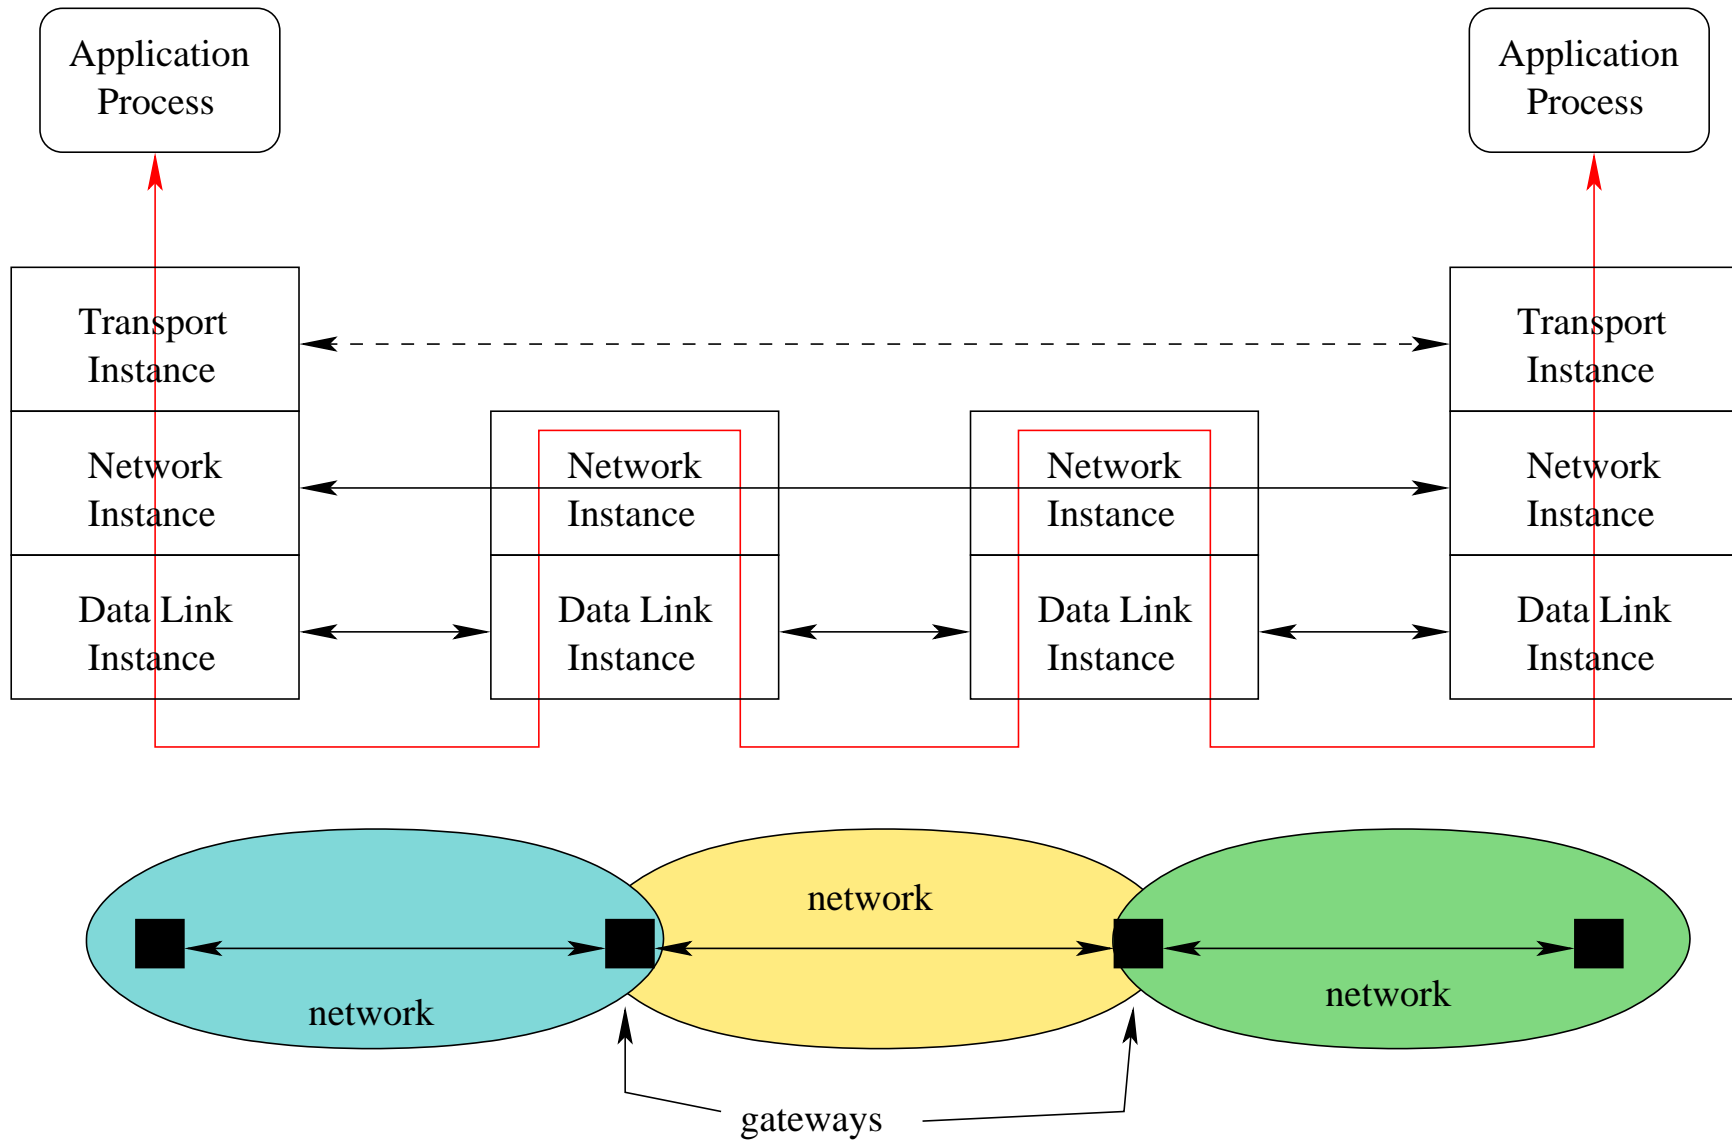 Application
Process
Application
Process
Transport
Instance
Transport
Instance
Network
Instance
Network
Instance
Network
Instance
Network
Instance
Data Link
Instance
Data Link
Instance
Data Link
Instance
Data Link
Instance
network
network
network
gateways